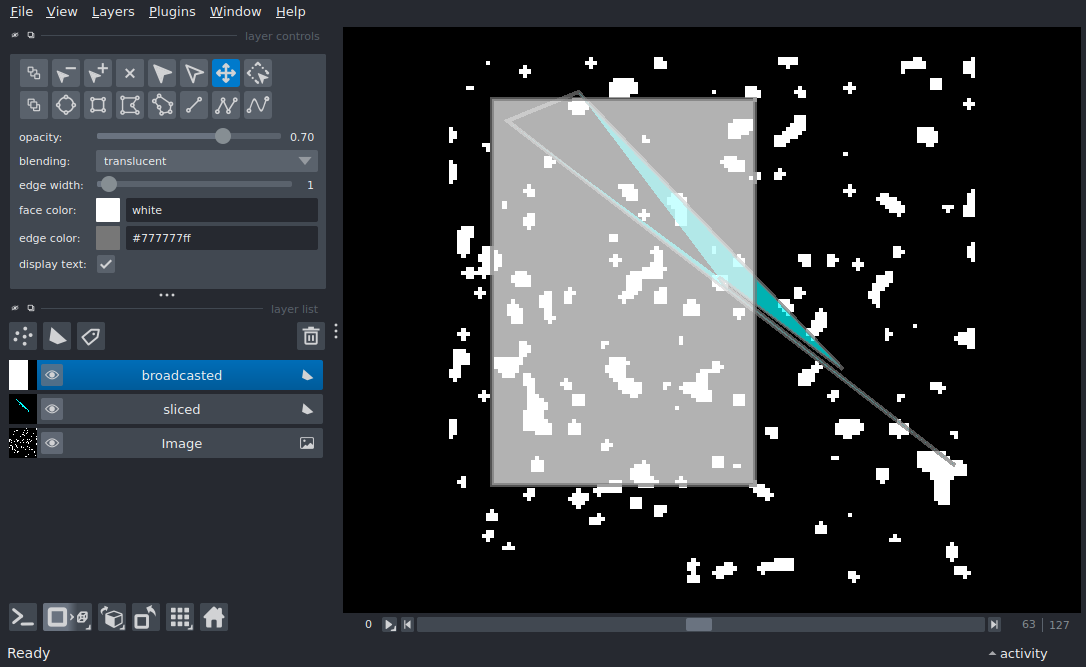 File View Layers Plugins Window Help
layer controls
opacity: 0.70
blending: translucent
edge width: 1
face color: white
edge color: #777777ff
display text:
layer list
broadcasted
sliced
Image
0 63 127
Ready activity